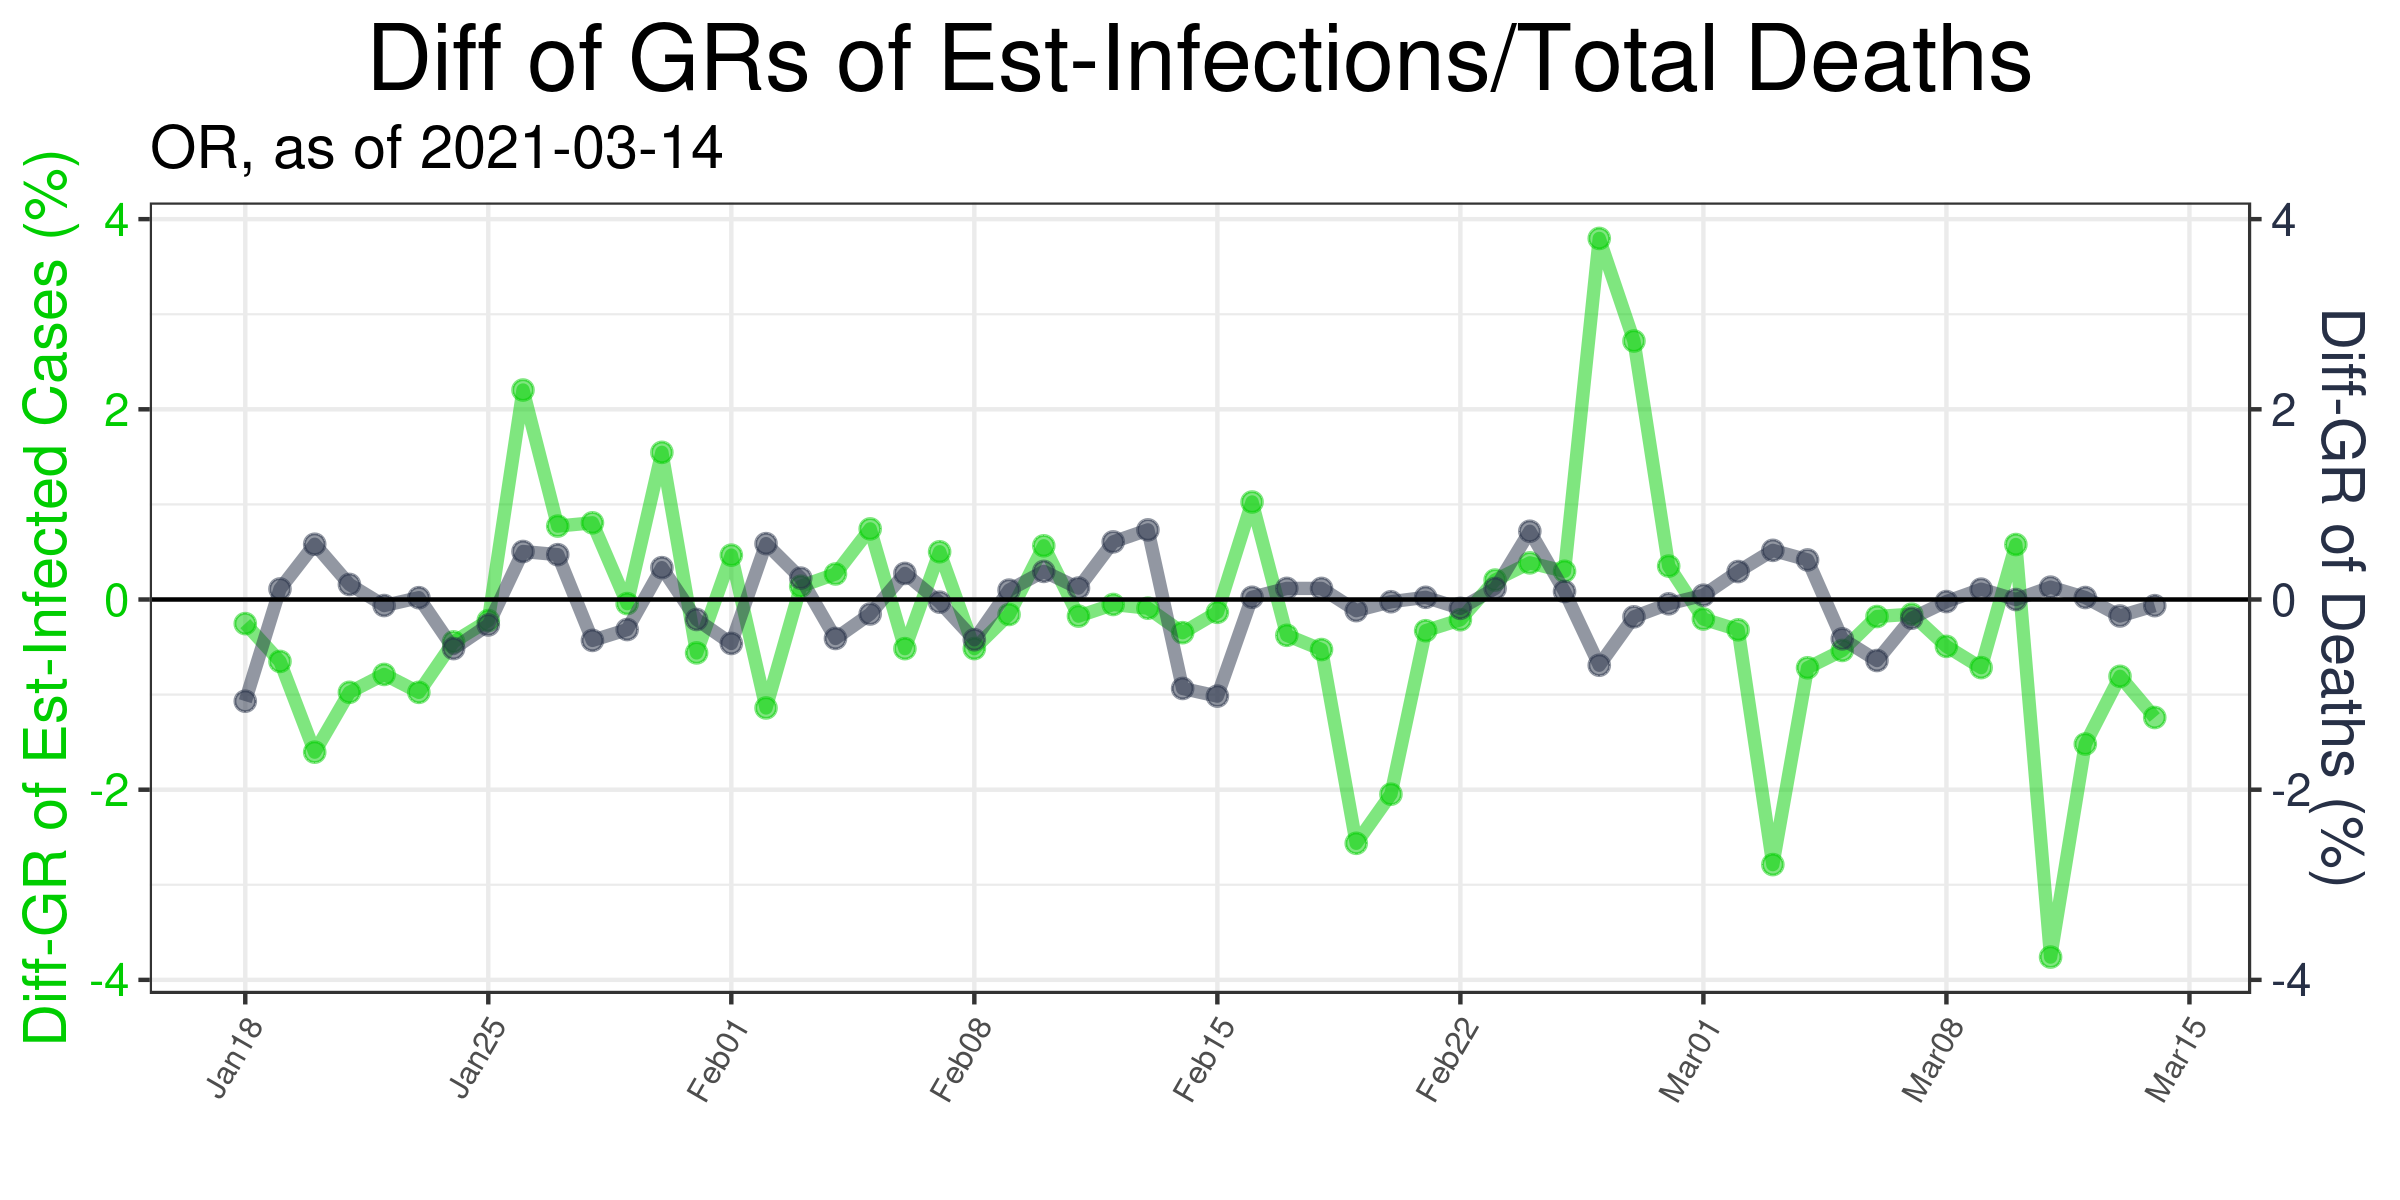 Diff of GRs of Est-Infections/Total Deaths
OR, as of 2021-03-14
Diff-GR of Est-Infected Cases (%)
4
2
0
-2
-4
4
2
0
-2
-4
Diff-GR of Deaths (%)
Jan18
Jan25
Feb01
Feb08
Feb15
Feb22
Mar01
Mar08
Mar15